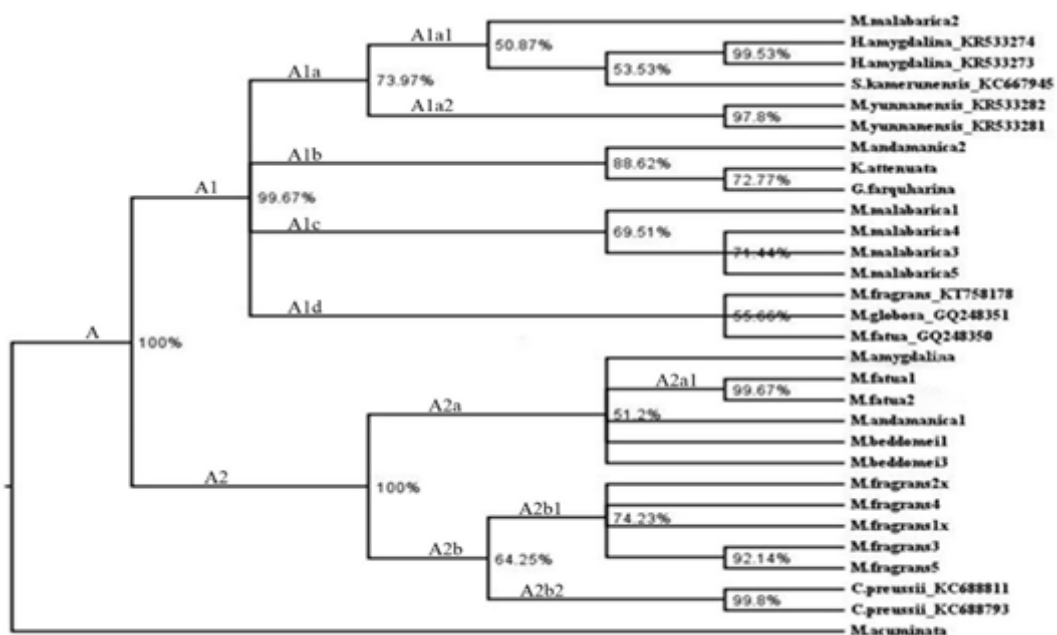 M.malabarica2
A1a1
50.87%
H.amygdalina_KR533274
99.53%
H.amygdalina_KR533273
53.53%
A1a
73.97%
S.kamerunensis_KC667945
M.yunnanensis_KR533282
A1a2
97.8%
M.yunnanensis_KR533281
M.andamanica2
A1b
88.62%
K.attenuata
72.77%
A1
99.67%
G.farquharina
M.malabarica1
A1c
69.51%
M.malabarica4
71.44%
M.malabarica3
M.malabarica5
M.fragrans_KT758178
A1d
55.66%
M.globosa_GQ248351
A
100%
M.fatua_GQ248350
M.amygdalina
A2a1
M.fatua1
99.67%
M.fatua2
A2a
51.2%
M.andamanica1
M.beddomei1
M.beddomei3
A2
100%
M.fragrans2x
M.fragrans4
A2b1
74.23%
M.fragrans1x
M.fragrans3
A2b
64.25%
92.14%
M.fragrans5
A2b2
C.preussii_KC688811
99.8%
C.preussii_KC688793
M.acuminata